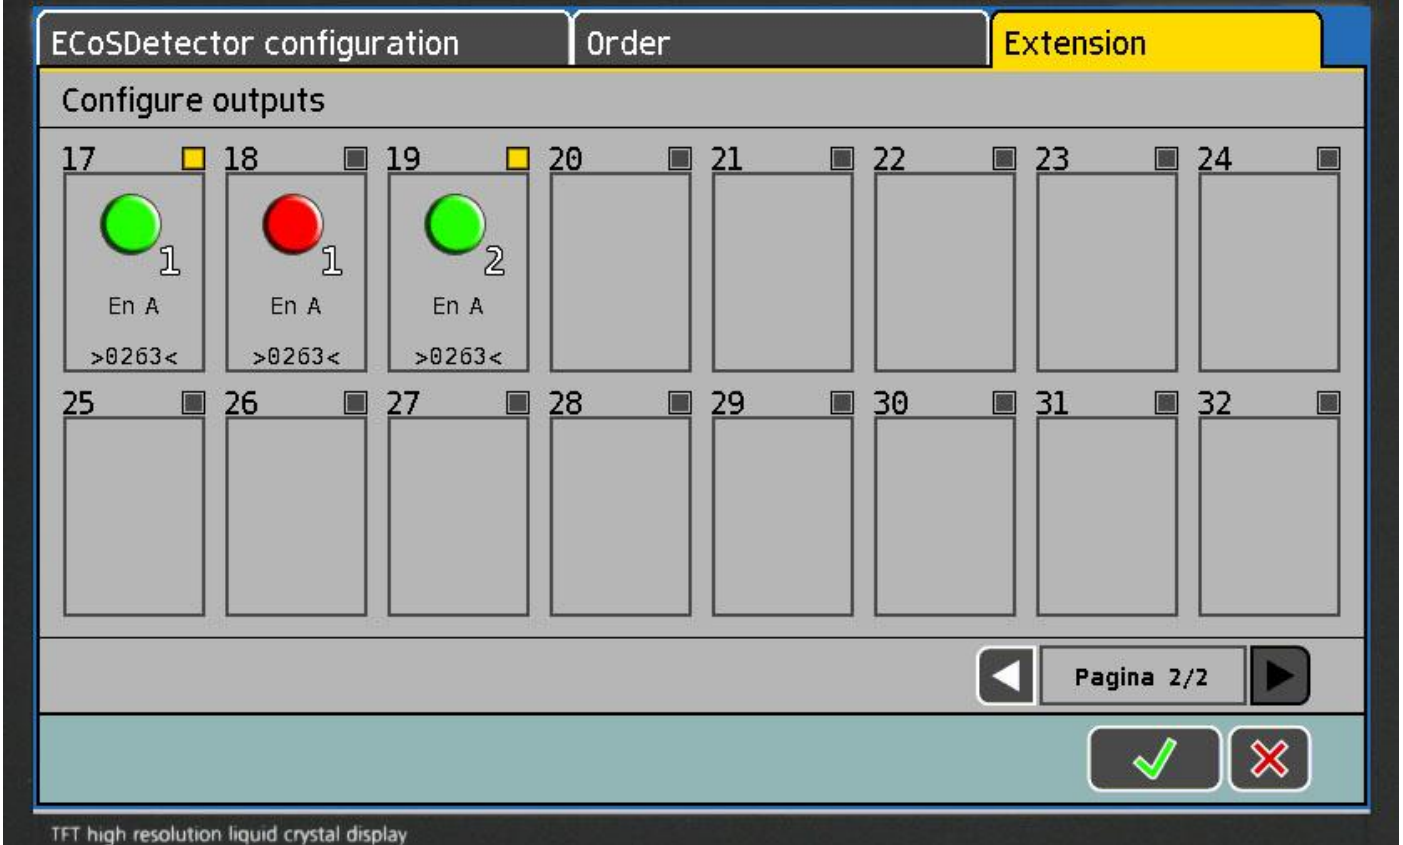 ECoSDetector configuration Order Extension
Configure outputs
17 18 19 20 21 22 23 24
1 1 2
En A En A En A
>0263< >0263< >0263<
25 26 27 28 29 30 31 32
Pagina 2/2
TFT high resolution liquid crystal display